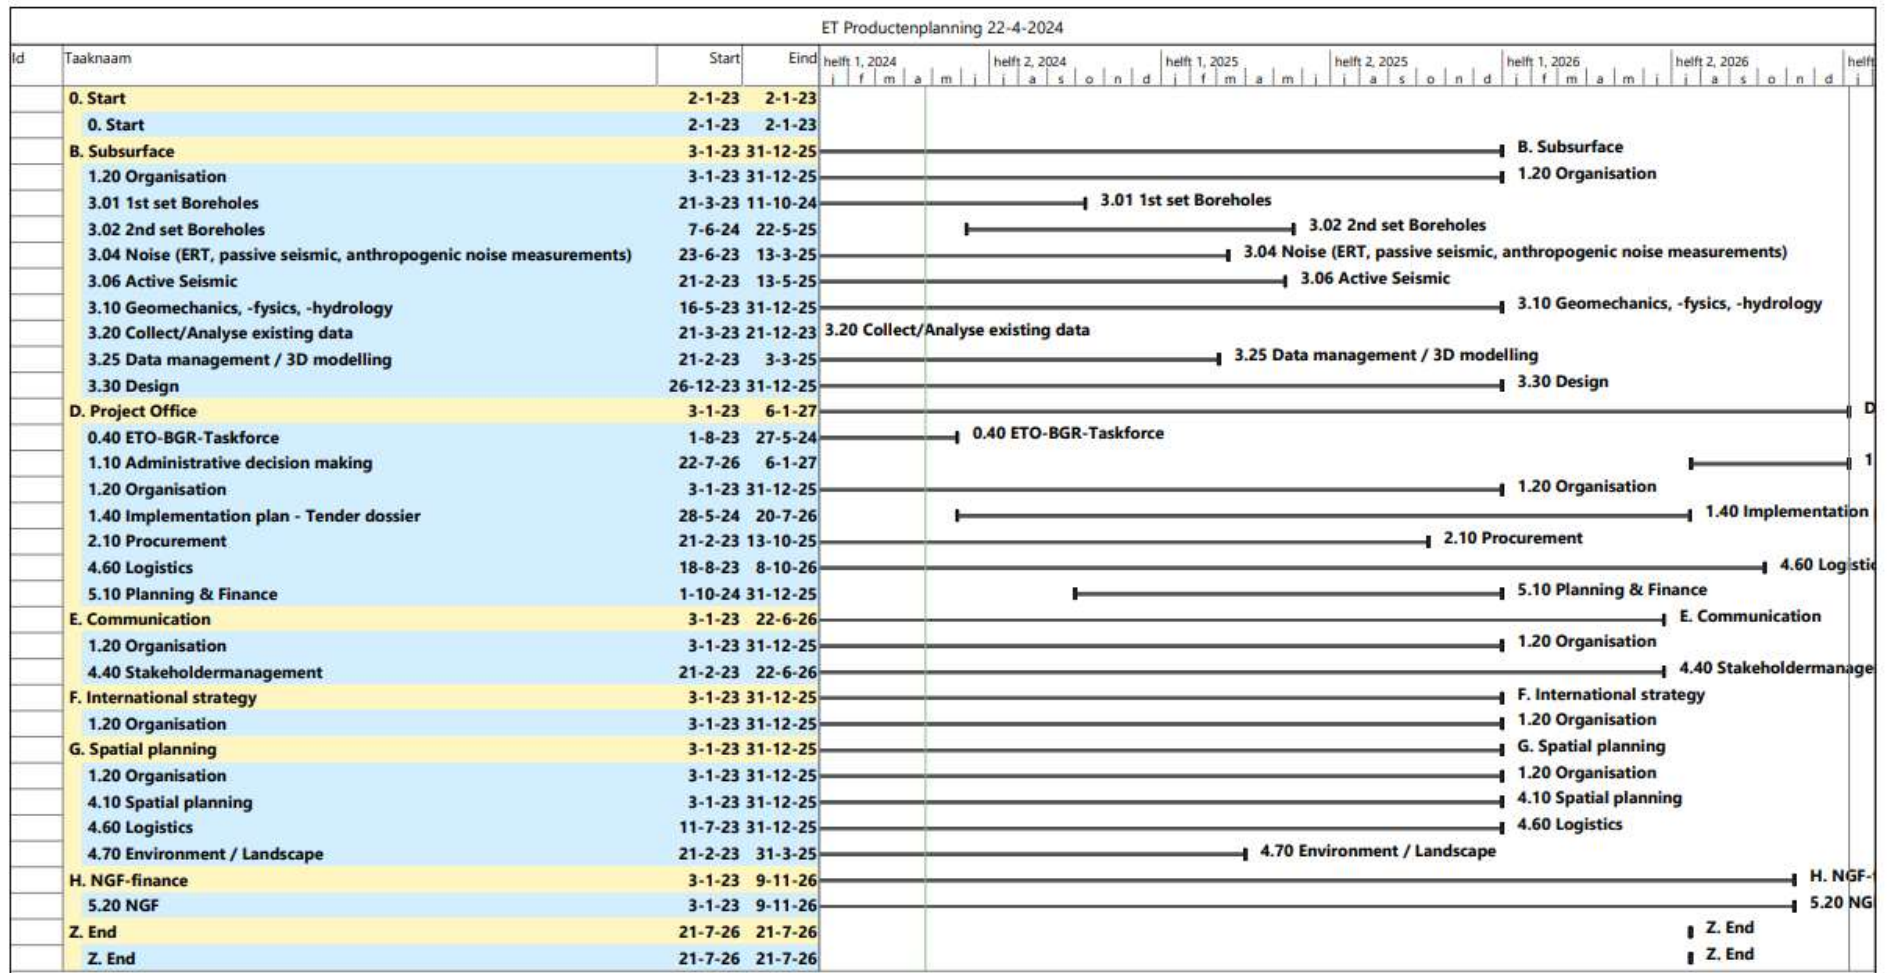 ET Productenplanning 22-4-2024
Id Taaknaam Start Eind helft 1, 2024 helft 2, 2024 helft 1, 2025 helft 2, 2025 helft 1, 2026 helft 2, 2026 helft
j f m a m j j a s o n d j f m a m j j a s o n d j f m a m j j a s o n d j
0. Start 2-1-23 2-1-23
0. Start 2-1-23 2-1-23
B. Subsurface 3-1-23 31-12-25 B. Subsurface
1.20 Organisation 3-1-23 31-12-25 1.20 Organisation
3.01 1st set Boreholes 21-3-23 11-10-24 3.01 1st set Boreholes
3.02 2nd set Boreholes 7-6-24 22-5-25 3.02 2nd set Boreholes
3.04 Noise (ERT, passive seismic, anthropogenic noise measurements) 23-6-23 13-3-25 3.04 Noise (ERT, passive seismic, anthropogenic noise measurements)
3.06 Active Seismic 21-2-23 13-5-25 3.06 Active Seismic
3.10 Geomechanics, -fysics, -hydrology 16-5-23 31-12-25 3.10 Geomechanics, -fysics, -hydrology
3.20 Collect/Analyse existing data 21-3-23 21-12-23 3.20 Collect/Analyse existing data
3.25 Data management / 3D modelling 21-2-23 3-3-25 3.25 Data management / 3D modelling
3.30 Design 26-12-23 31-12-25 3.30 Design
D. Project Office 3-1-23 6-1-27 D
0.40 ETO-BGR-Taskforce 1-8-23 27-5-24 0.40 ETO-BGR-Taskforce
1.10 Administrative decision making 22-7-26 6-1-27 1
1.20 Organisation 3-1-23 31-12-25 1.20 Organisation
1.40 Implementation plan - Tender dossier 28-5-24 20-7-26 1.40 Implementation
2.10 Procurement 21-2-23 13-10-25 2.10 Procurement
4.60 Logistics 18-8-23 8-10-26 4.60 Logistic
5.10 Planning & Finance 1-10-24 31-12-25 5.10 Planning & Finance
E. Communication 3-1-23 22-6-26 E. Communication
1.20 Organisation 3-1-23 31-12-25 1.20 Organisation
4.40 Stakeholdermanagement 21-2-23 22-6-26 4.40 Stakeholdermanage
F. International strategy 3-1-23 31-12-25 F. International strategy
1.20 Organisation 3-1-23 31-12-25 1.20 Organisation
G. Spatial planning 3-1-23 31-12-25 G. Spatial planning
1.20 Organisation 3-1-23 31-12-25 1.20 Organisation
4.10 Spatial planning 3-1-23 31-12-25 4.10 Spatial planning
4.60 Logistics 11-7-23 31-12-25 4.60 Logistics
4.70 Environment / Landscape 21-2-23 31-3-25 4.70 Environment / Landscape
H. NGF-finance 3-1-23 9-11-26 H. NGF-
5.20 NGF 3-1-23 9-11-26 5.20 NG
Z. End 21-7-26 21-7-26 Z. End
Z. End 21-7-26 21-7-26 Z. End